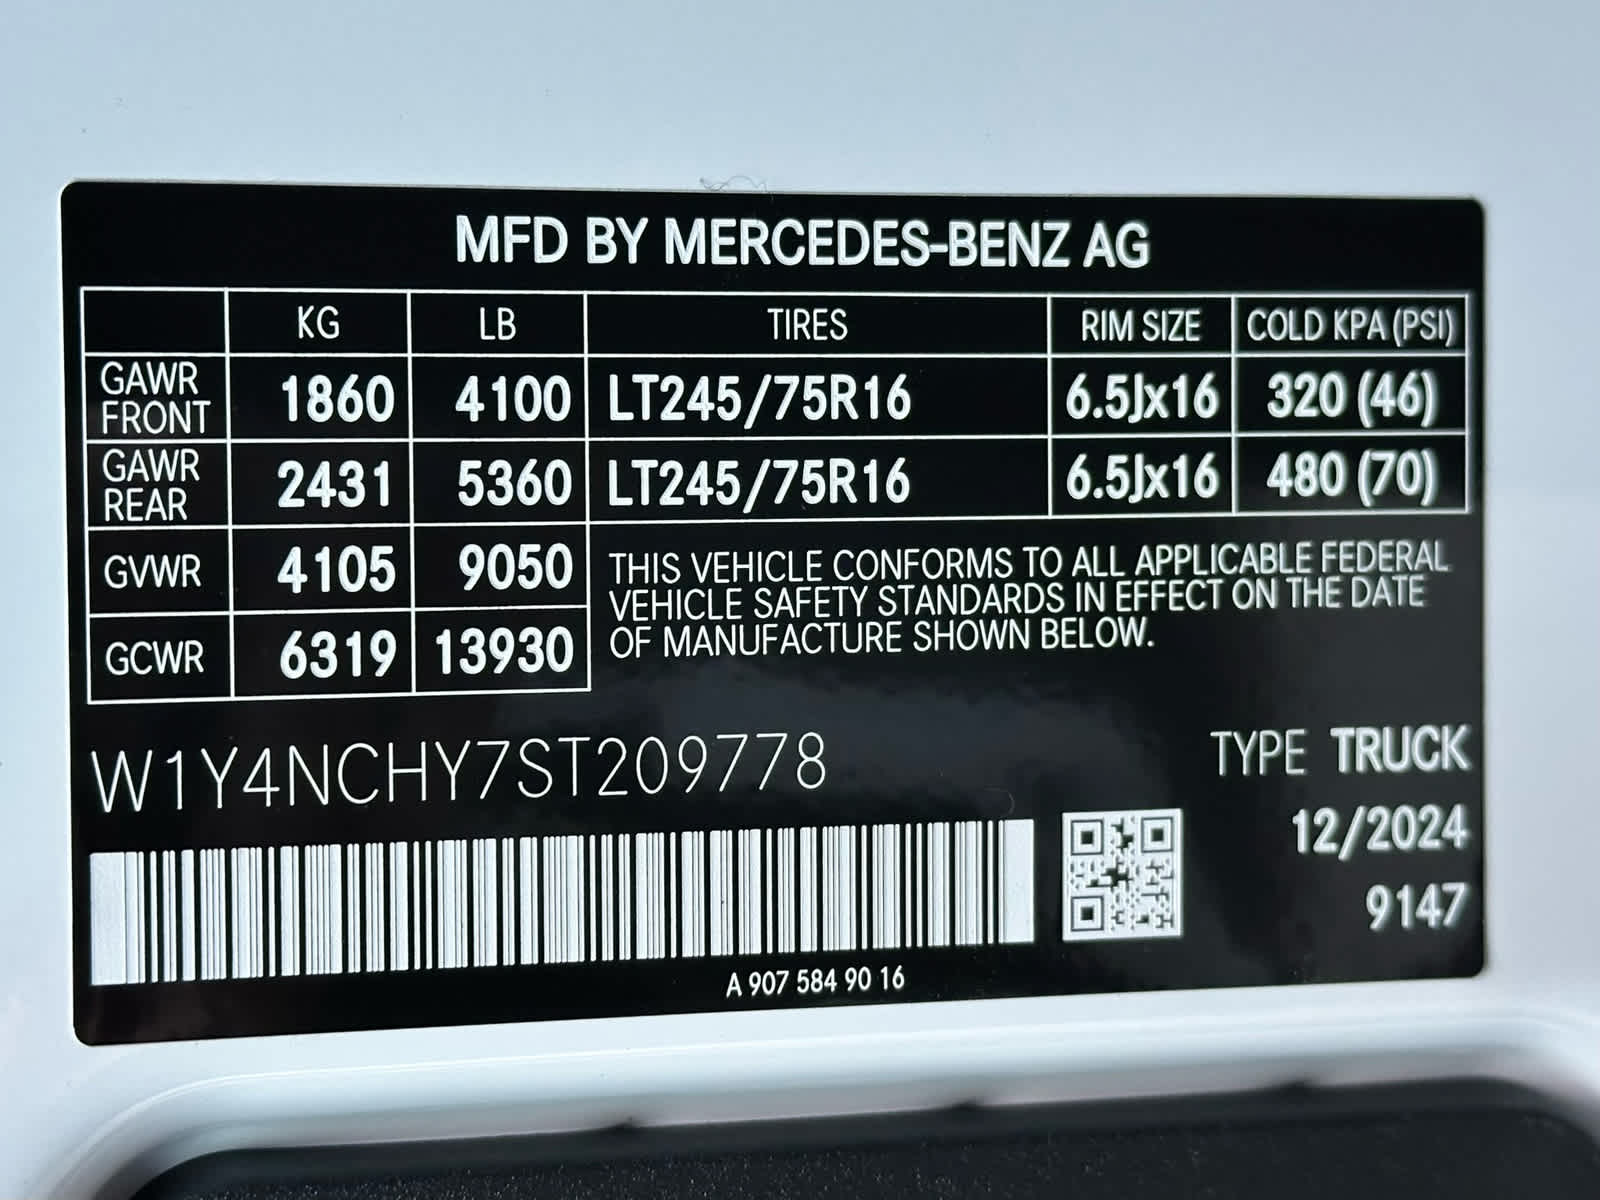 MFD BY MERCEDES-BENZ AG
KG LB TIRES RIM SIZE COLD KPA (PSI)
GAWR FRONT 1860 4100 LT245/75R16 6.5Jx16 320 (46)
GAWR REAR 2431 5360 LT245/75R16 6.5Jx16 480 (70)
GVWR 4105 9050
GCWR 6319 13930
THIS VEHICLE CONFORMS TO ALL APPLICABLE FEDERAL
VEHICLE SAFETY STANDARDS IN EFFECT ON THE DATE
OF MANUFACTURE SHOWN BELOW.
W1Y4NCHY7ST209778
TYPE TRUCK
12/2024
9147
A 907 584 90 16